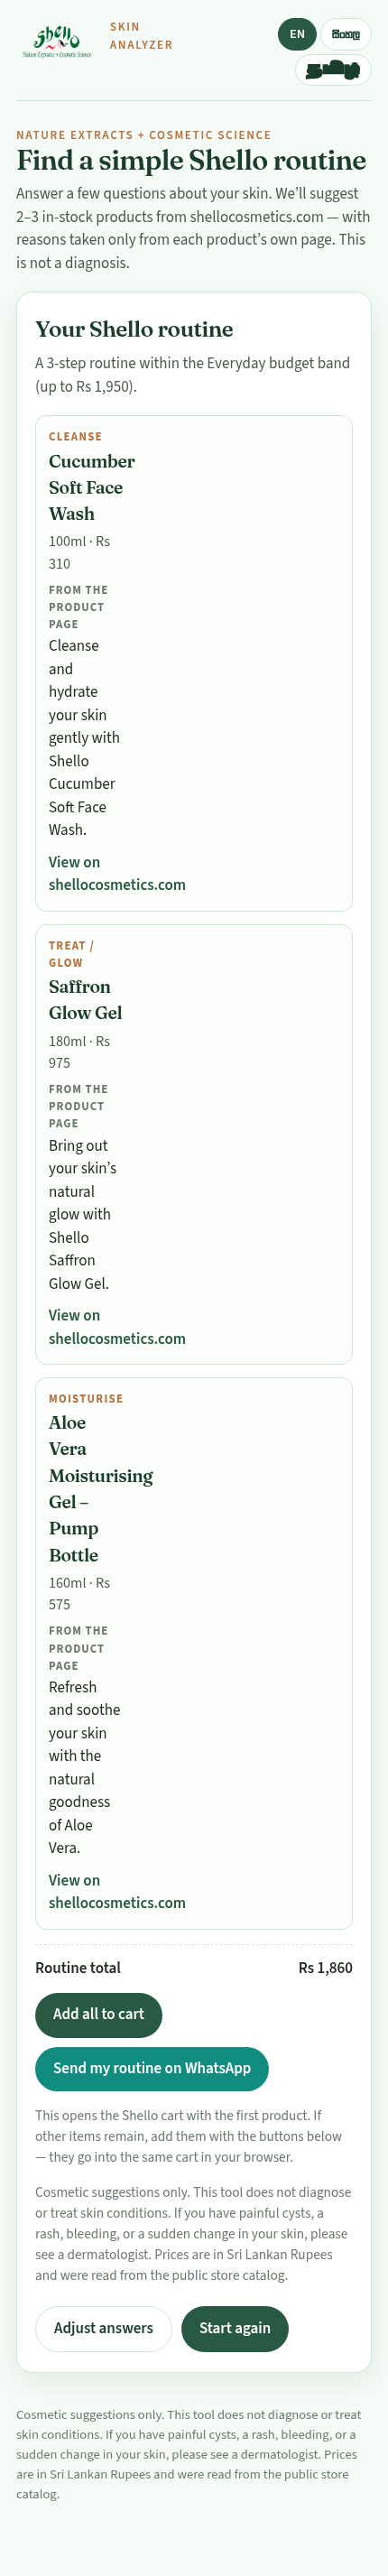 Shello
Nature Extracts + Cosmetic Science
SKIN
ANALYZER
EN
සිංහල
தமிழ்
NATURE EXTRACTS + COSMETIC SCIENCE
Find a simple Shello routine
Answer a few questions about your skin. We’ll suggest
2–3 in-stock products from shellocosmetics.com — with
reasons taken only from each product’s own page. This
is not a diagnosis.
Your Shello routine
A 3-step routine within the Everyday budget band
(up to Rs 1,950).
CLEANSE
Cucumber
Soft Face
Wash
100ml · Rs
310
FROM THE
PRODUCT
PAGE
Cleanse
and
hydrate
your skin
gently with
Shello
Cucumber
Soft Face
Wash.
View on
shellocosmetics.com
TREAT /
GLOW
Saffron
Glow Gel
180ml · Rs
975
FROM THE
PRODUCT
PAGE
Bring out
your skin’s
natural
glow with
Shello
Saffron
Glow Gel.
View on
shellocosmetics.com
MOISTURISE
Aloe
Vera
Moisturising
Gel –
Pump
Bottle
160ml · Rs
575
FROM THE
PRODUCT
PAGE
Refresh
and soothe
your skin
with the
natural
goodness
of Aloe
Vera.
View on
shellocosmetics.com
Routine total Rs 1,860
Add all to cart
Send my routine on WhatsApp
This opens the Shello cart with the first product. If
other items remain, add them with the buttons below
— they go into the same cart in your browser.
Cosmetic suggestions only. This tool does not diagnose
or treat skin conditions. If you have painful cysts, a
rash, bleeding, or a sudden change in your skin, please
see a dermatologist. Prices are in Sri Lankan Rupees
and were read from the public store catalog.
Adjust answers
Start again
Cosmetic suggestions only. This tool does not diagnose or treat
skin conditions. If you have painful cysts, a rash, bleeding, or a
sudden change in your skin, please see a dermatologist. Prices
are in Sri Lankan Rupees and were read from the public store
catalog.